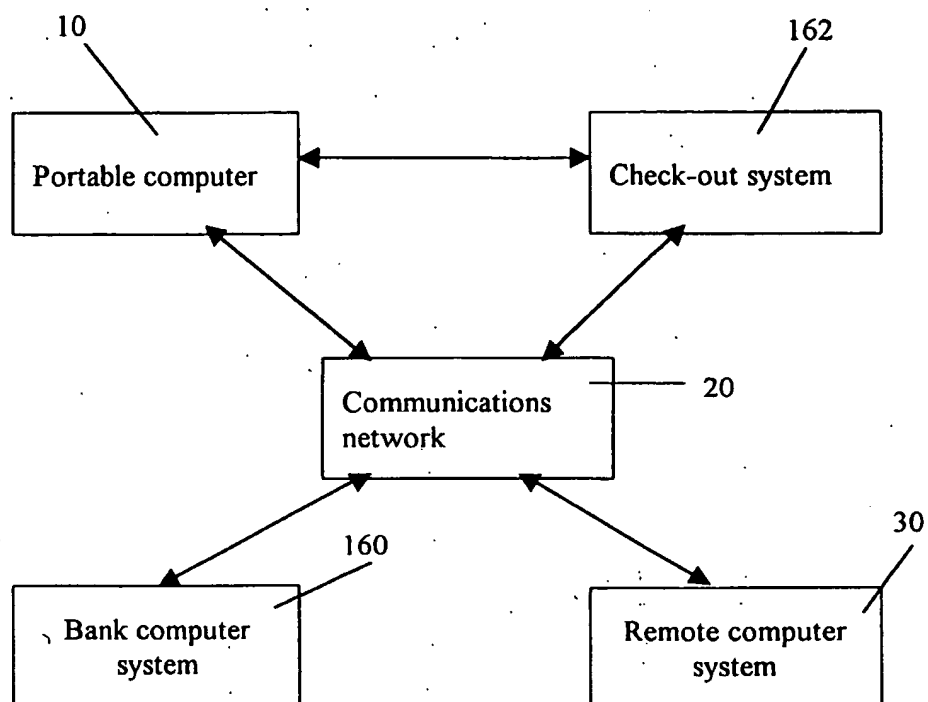 10
162
Portable computer
Check-out system
Communications
network
20
160
30
Bank computer
system
Remote computer
system